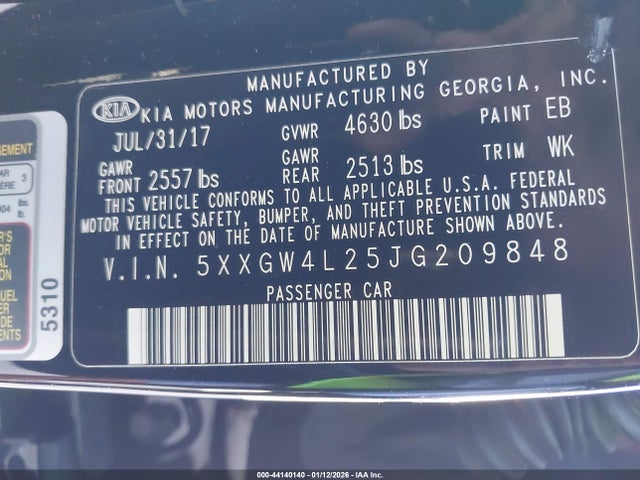 MANUFACTURED BY
KIA KIA MOTORS MANUFACTURING GEORGIA, INC.
JUL/31/17 GVWR 4630 lbs PAINT EB
GAWR FRONT 2557 lbs GAWR REAR 2513 lbs TRIM WK
THIS VEHICLE CONFORMS TO ALL APPLICABLE U.S.A. FEDERAL
MOTOR VEHICLE SAFETY, BUMPER, AND THEFT PREVENTION STANDARDS
IN EFFECT ON THE DATE OF MANUFACTURE SHOWN ABOVE.
V.I.N. 5XXGW4L25JG209848
PASSENGER CAR
3
lbs.
lb.
5310
000-44140140 - 01/12/2026 - IAA Inc.